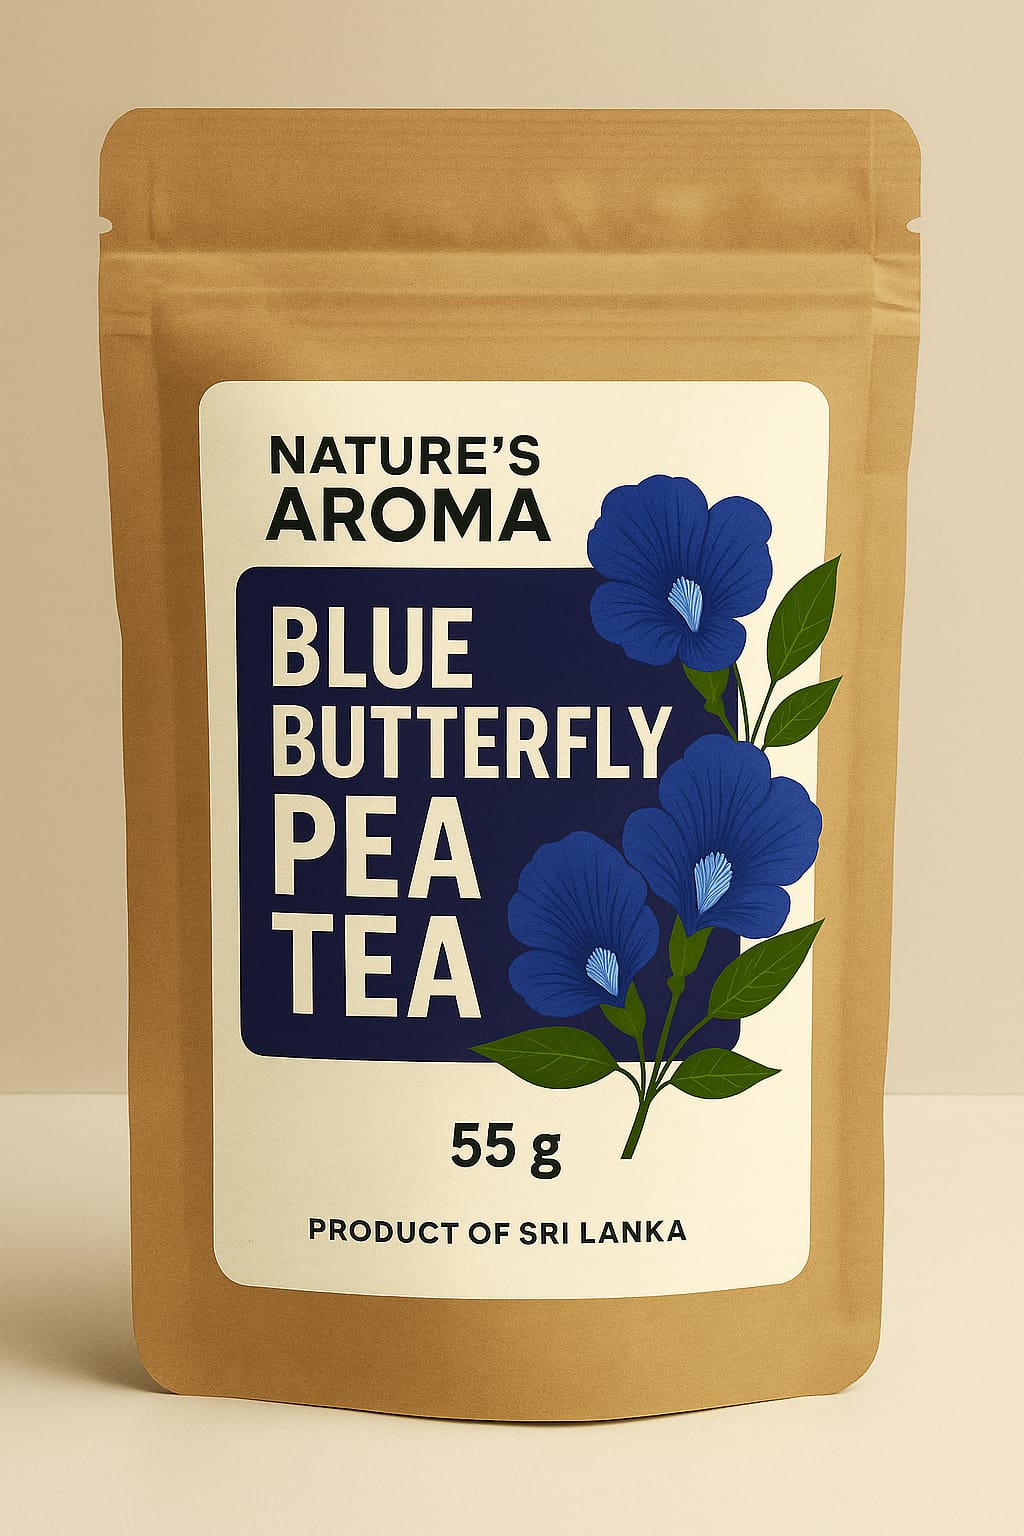 NATURE'S
AROMA
BLUE
BUTTERFLY
PEA
TEA
55 g
PRODUCT OF SRI LANKA